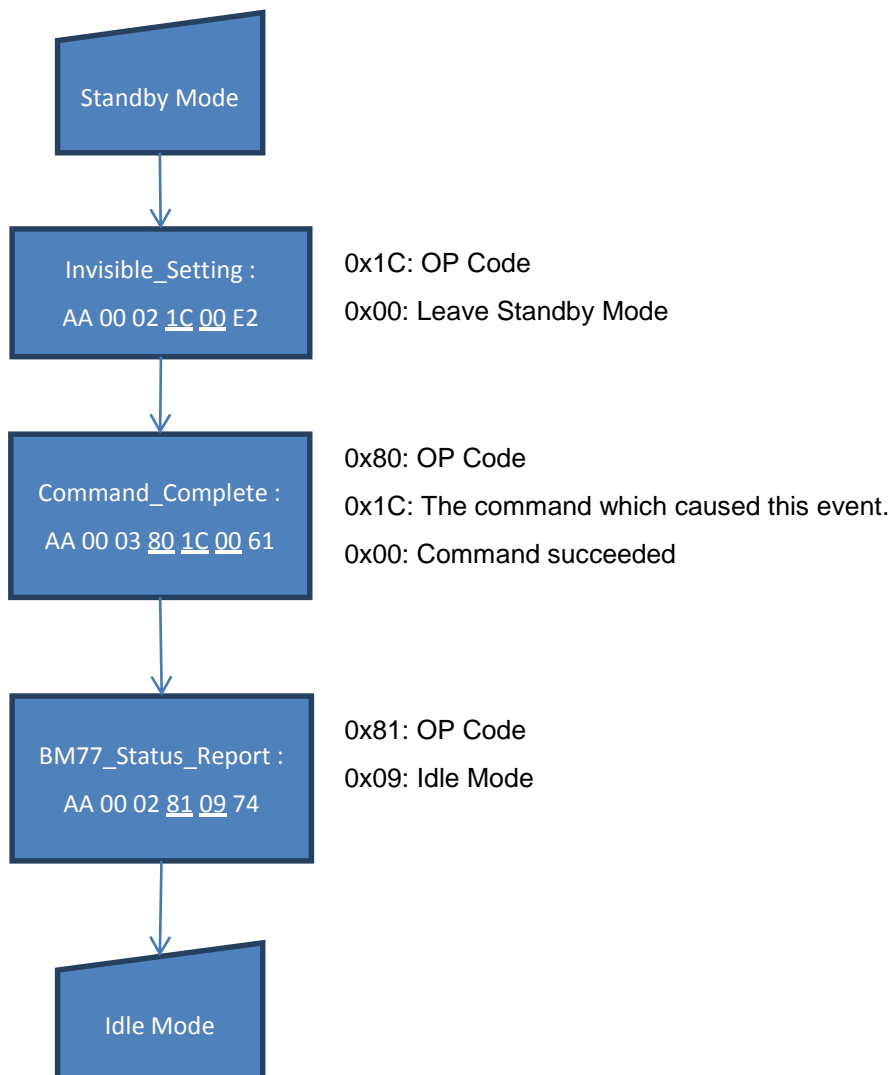 Standby Mode
Invisible_Setting :
AA 00 02 1C 00 E2
0x1C: OP Code
0x00: Leave Standby Mode
Command_Complete :
AA 00 03 80 1C 00 61
0x80: OP Code
0x1C: The command which caused this event.
0x00: Command succeeded
BM77_Status_Report :
AA 00 02 81 09 74
0x81: OP Code
0x09: Idle Mode
Idle Mode